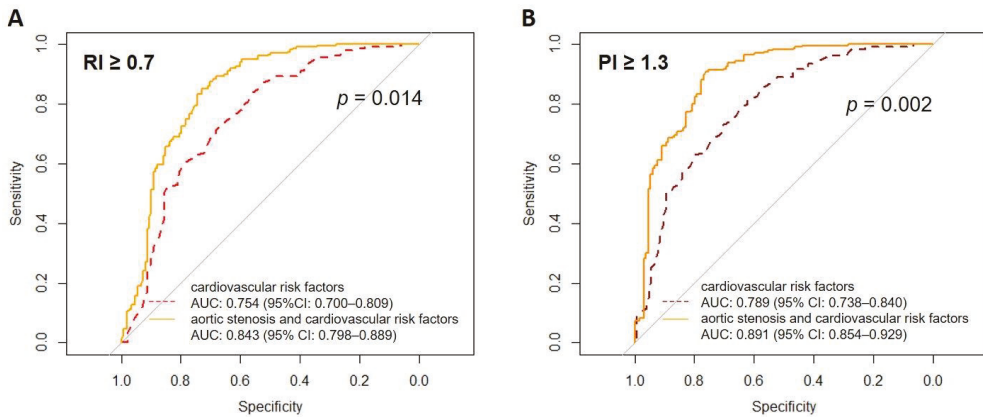 A
RI ≥ 0.7
p = 0.014
1.0
0.8
0.6
0.4
0.2
0.0
Sensitivity
cardiovascular risk factors
AUC: 0.754 (95%CI: 0.700–0.809)
aortic stenosis and cardiovascular risk factors
AUC: 0.843 (95% CI: 0.798–0.889)
1.0 0.8 0.6 0.4 0.2 0.0
Specificity
B
PI ≥ 1.3
p = 0.002
1.0
0.8
0.6
0.4
0.2
0.0
Sensitivity
cardiovascular risk factors
AUC: 0.789 (95% CI: 0.738–0.840)
aortic stenosis and cardiovascular risk factors
AUC: 0.891 (95% CI: 0.854–0.929)
1.0 0.8 0.6 0.4 0.2 0.0
Specificity